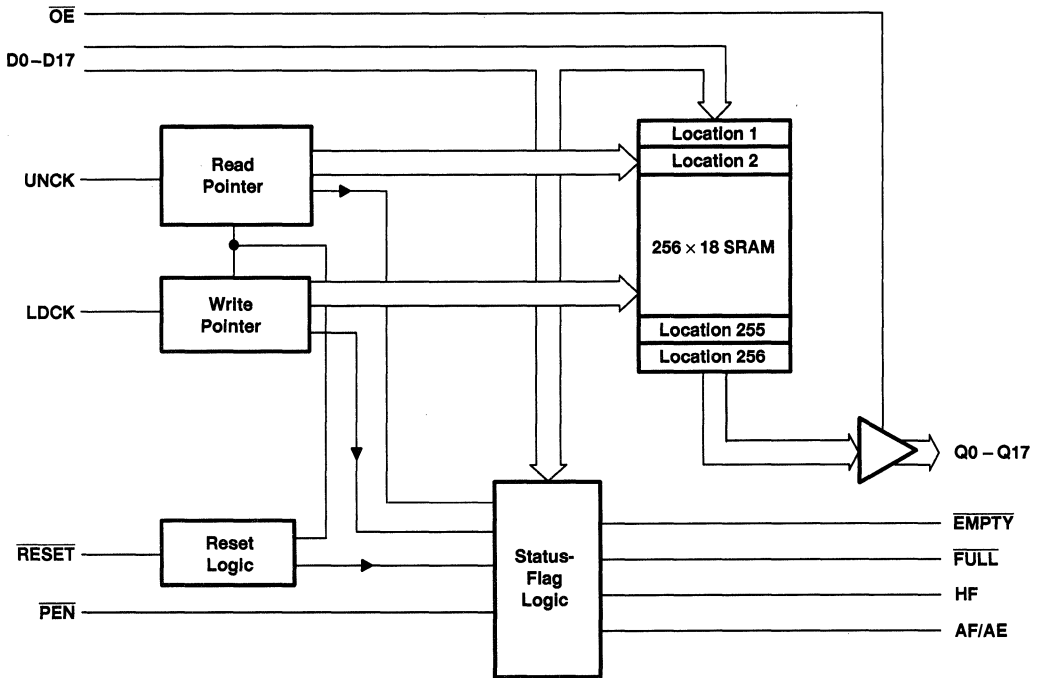 OE
D0–D17
Location 1
Location 2
Read
Pointer
UNCK
256 × 18 SRAM
Write
Pointer
LDCK
Location 255
Location 256
Q0 – Q17
EMPTY
RESET
Reset
Logic
Status-
Flag
Logic
FULL
HF
PEN
AF/AE